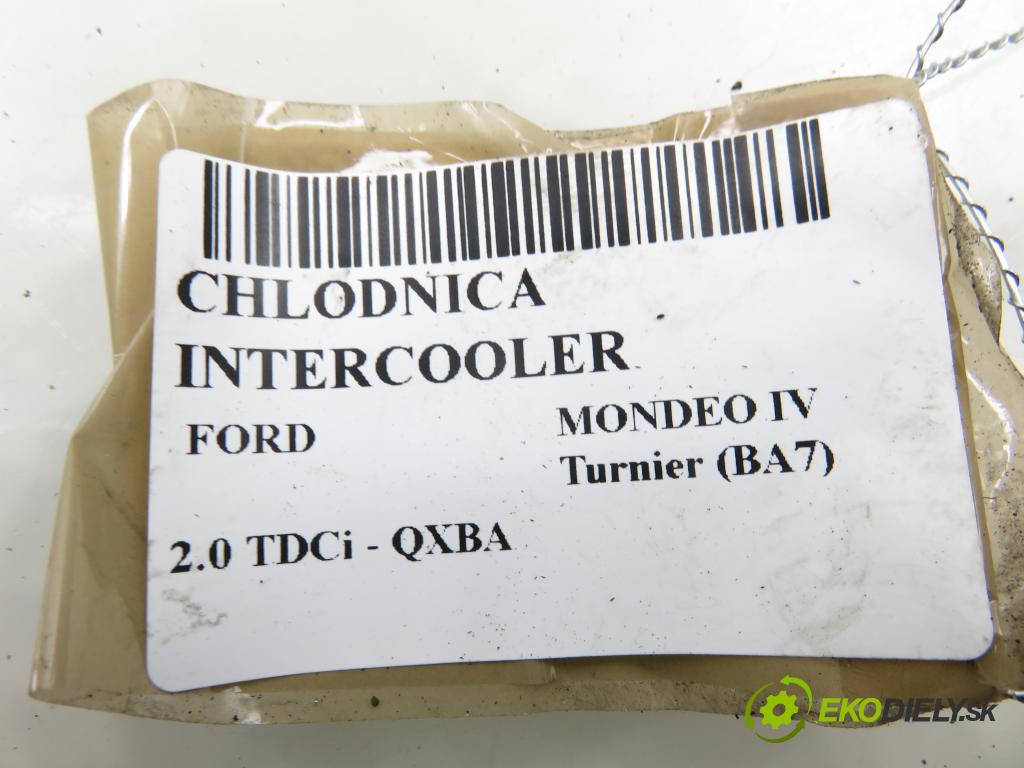 CHLODNICA
INTERCOOLER
FORD
MONDEO IV
Turnier (BA7)
2.0 TDCi - QXBA
EKODIELY.SK